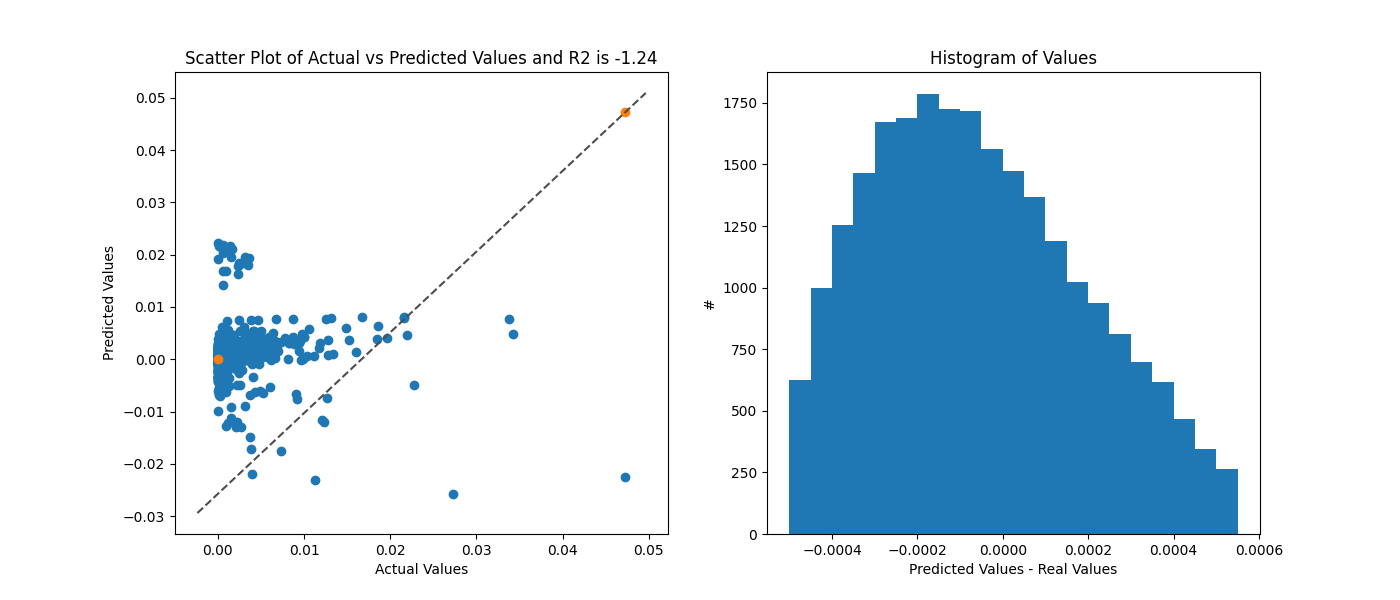 Scatter Plot of Actual vs Predicted Values and R2 is -1.24
0.05
0.04
0.03
0.02
0.01
0.00
−0.01
−0.02
−0.03
Predicted Values
0.00 0.01 0.02 0.03 0.04 0.05
Actual Values
Histogram of Values
1750
1500
1250
1000
750
500
250
0
#
−0.0004 −0.0002 0.0000 0.0002 0.0004 0.0006
Predicted Values - Real Values